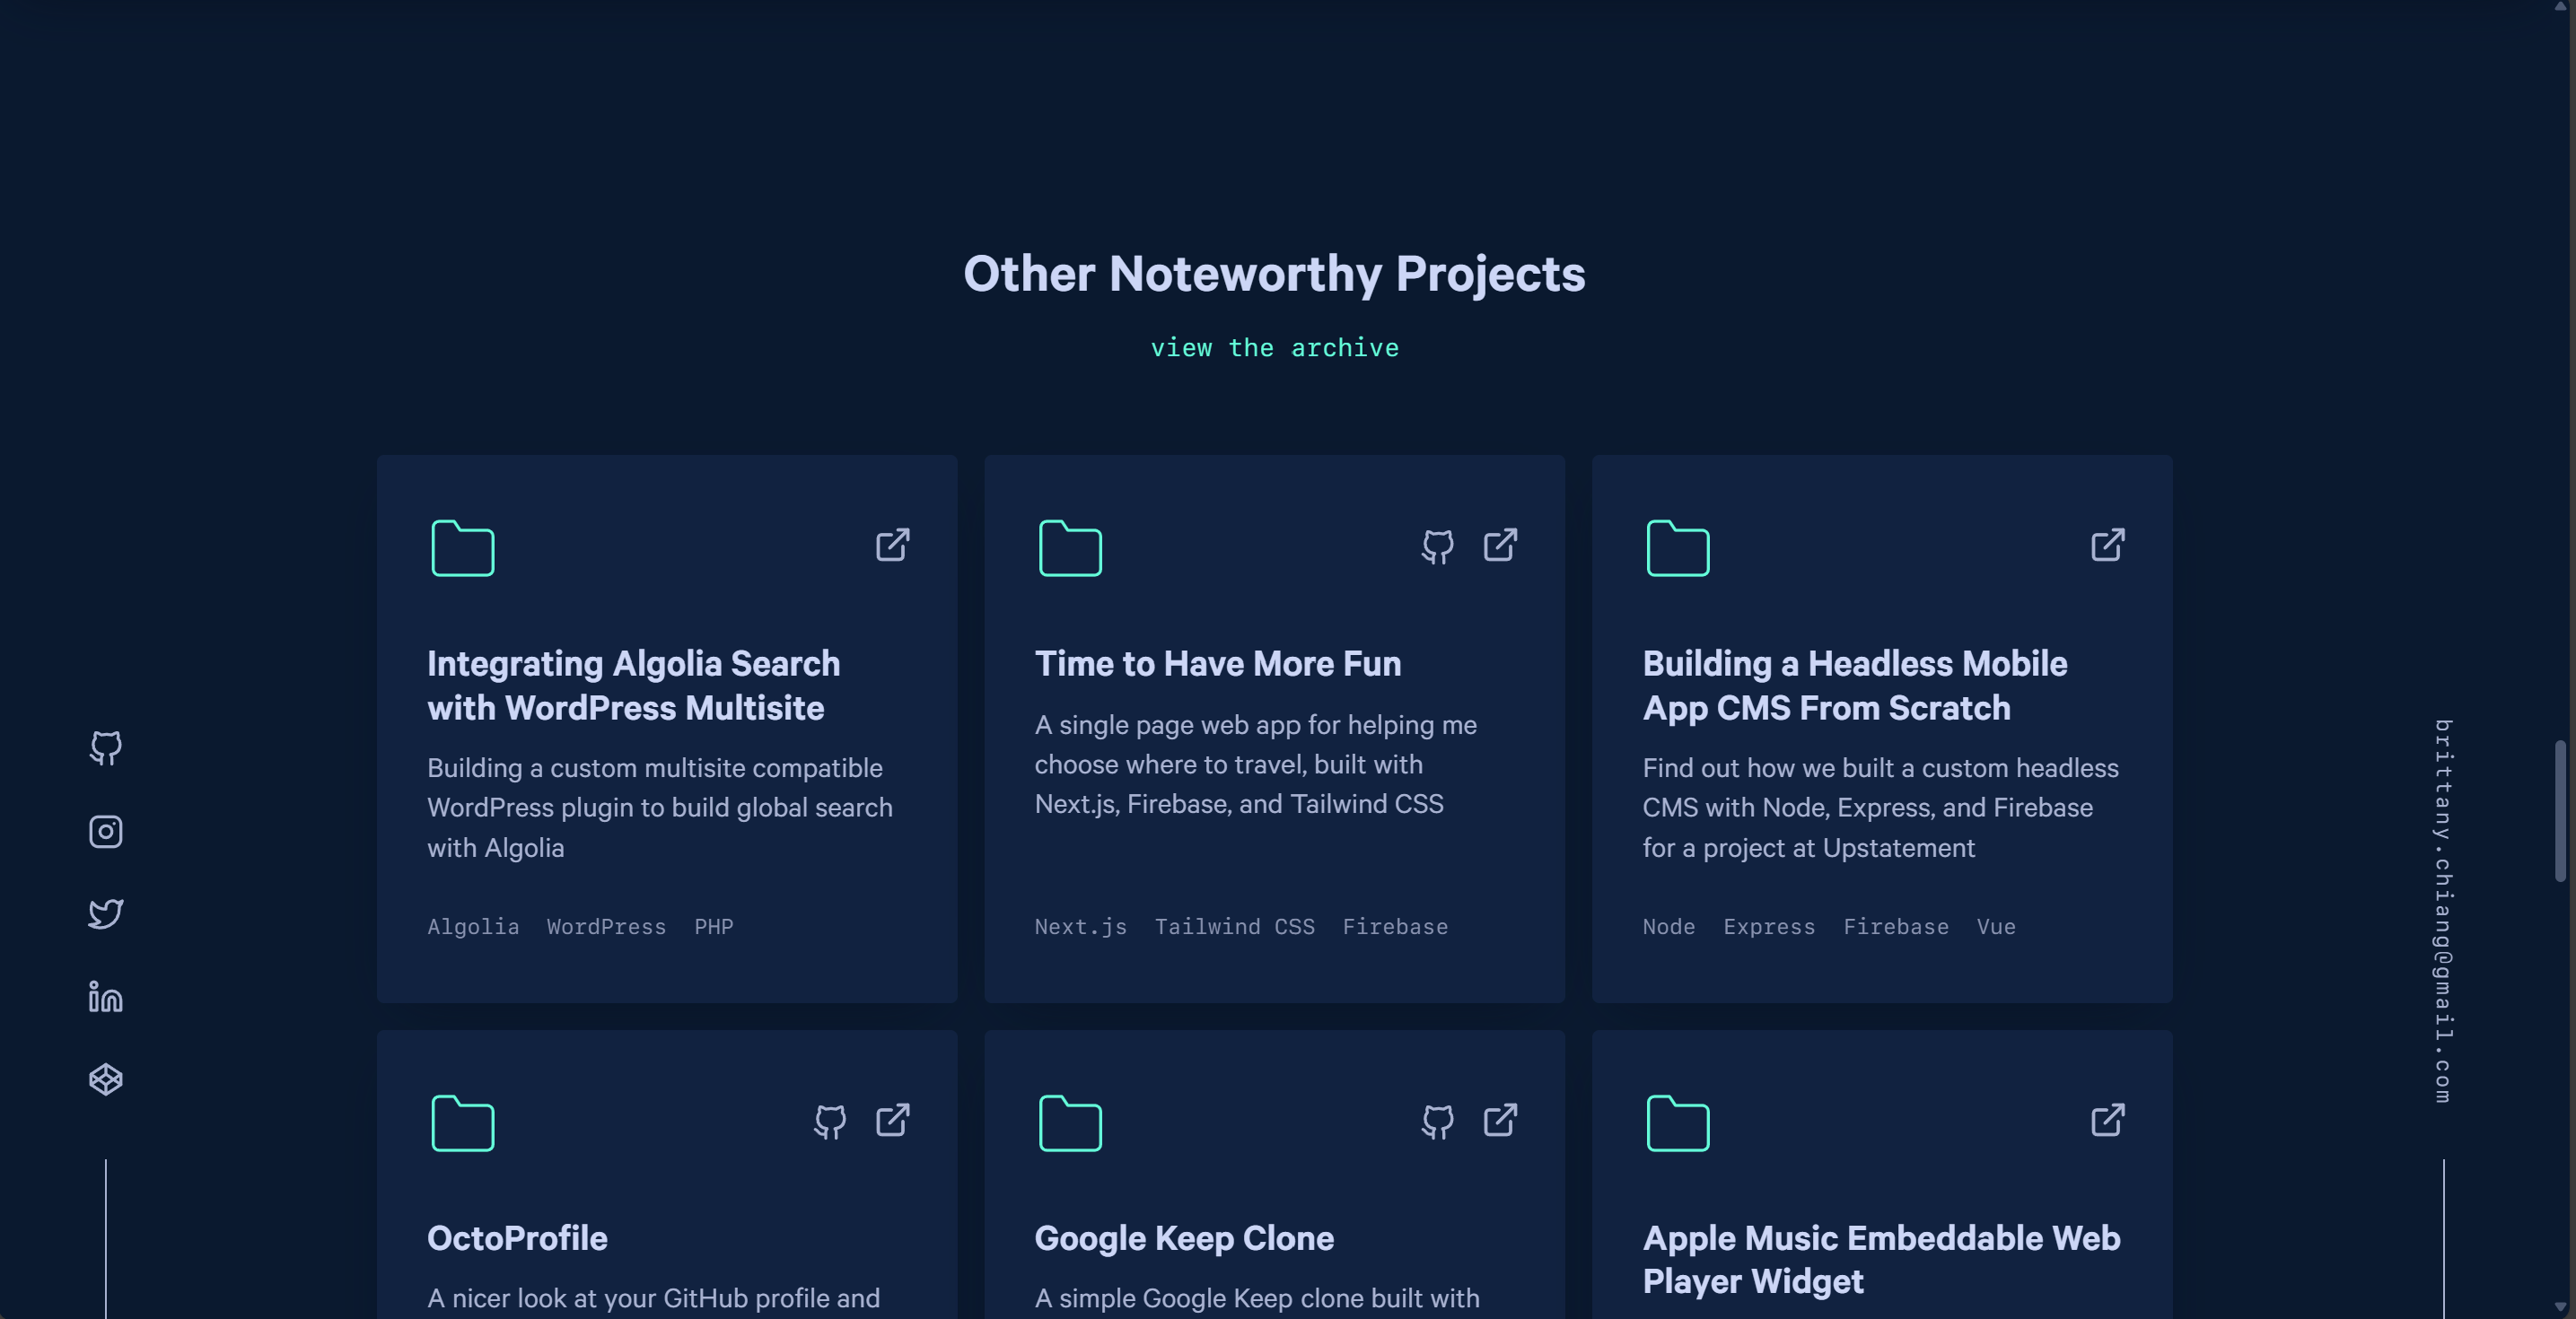 Other Noteworthy Projects
view the archive
Integrating Algolia Search
with WordPress Multisite
Building a custom multisite compatible
WordPress plugin to build global search
with Algolia
Algolia WordPress PHP
Time to Have More Fun
A single page web app for helping me
choose where to travel, built with
Next.js, Firebase, and Tailwind CSS
Next.js Tailwind CSS Firebase
Building a Headless Mobile
App CMS From Scratch
Find out how we built a custom headless
CMS with Node, Express, and Firebase
for a project at Upstatement
Node Express Firebase Vue
OctoProfile
A nicer look at your GitHub profile and
Google Keep Clone
A simple Google Keep clone built with
Apple Music Embeddable Web
Player Widget
brittany.chiang@gmail.com